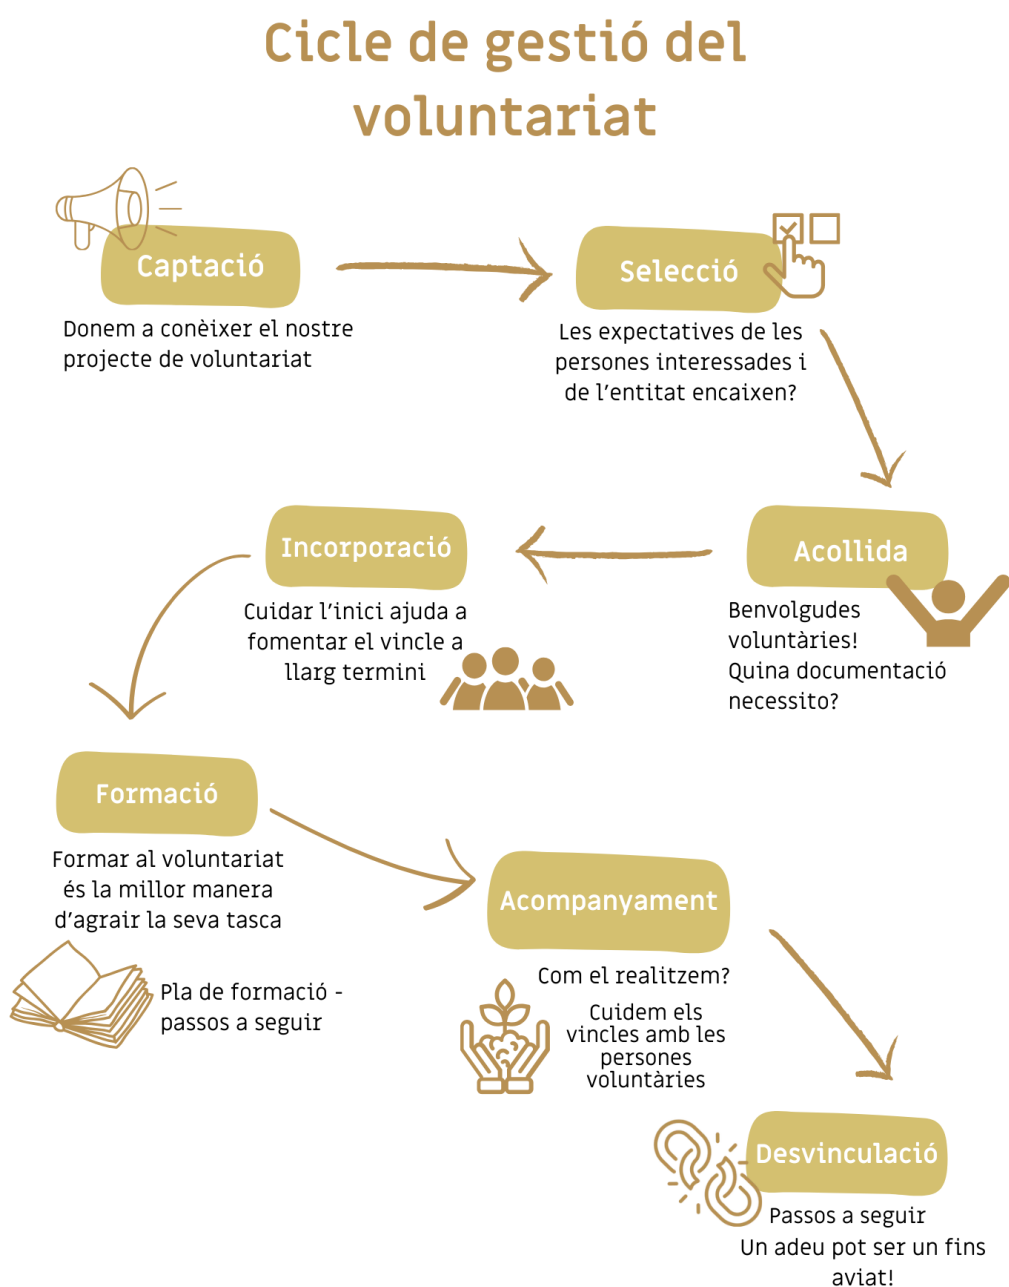 Cicle de gestió del
voluntariat
Captació
Donem a conèixer el nostre
projecte de voluntariat
Selecció
Les expectatives de les
persones interessades i
de l'entitat encaixen?
Acollida
Benvolgudes
voluntàries!
Quina documentació
necessito?
Incorporació
Cuidar l'inici ajuda a
fomentar el vincle a
llarg termini
Formació
Formar al voluntariat
és la millor manera
d'agrair la seva tasca
Pla de formació -
passos a seguir
Acompanyament
Com el realitzem?
Cuidem els
vincles amb les
persones
voluntàries
Desvinculació
Passos a seguir
Un adeu pot ser un fins
aviat!